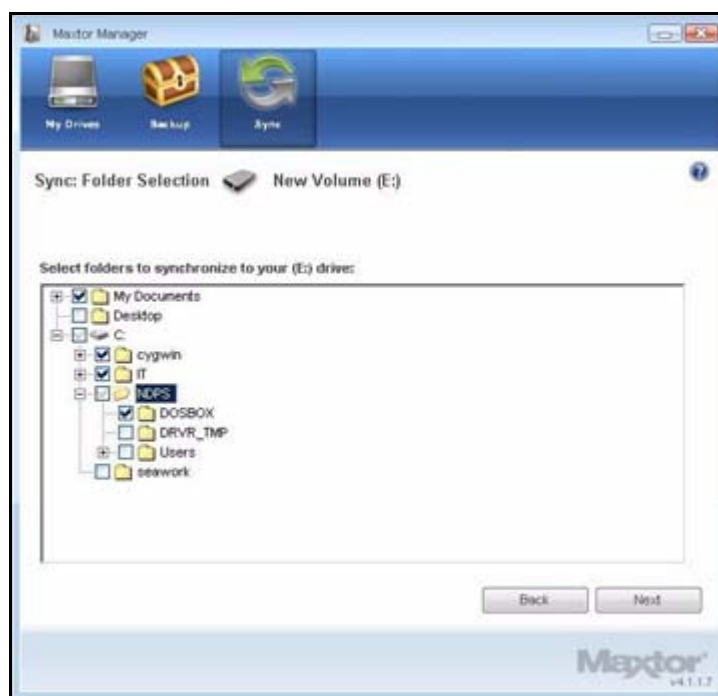 Maxtor Manager
My Drives Backup Sync
Sync: Folder Selection New Volume (E:)
Select folders to synchronize to your (E:) drive:
My Documents
Desktop
C:
cygwin
IT
NDPS
DOSBOX
DRVR_TMP
Users
seawork
Back Next
Maxtor
v4.1.1.7